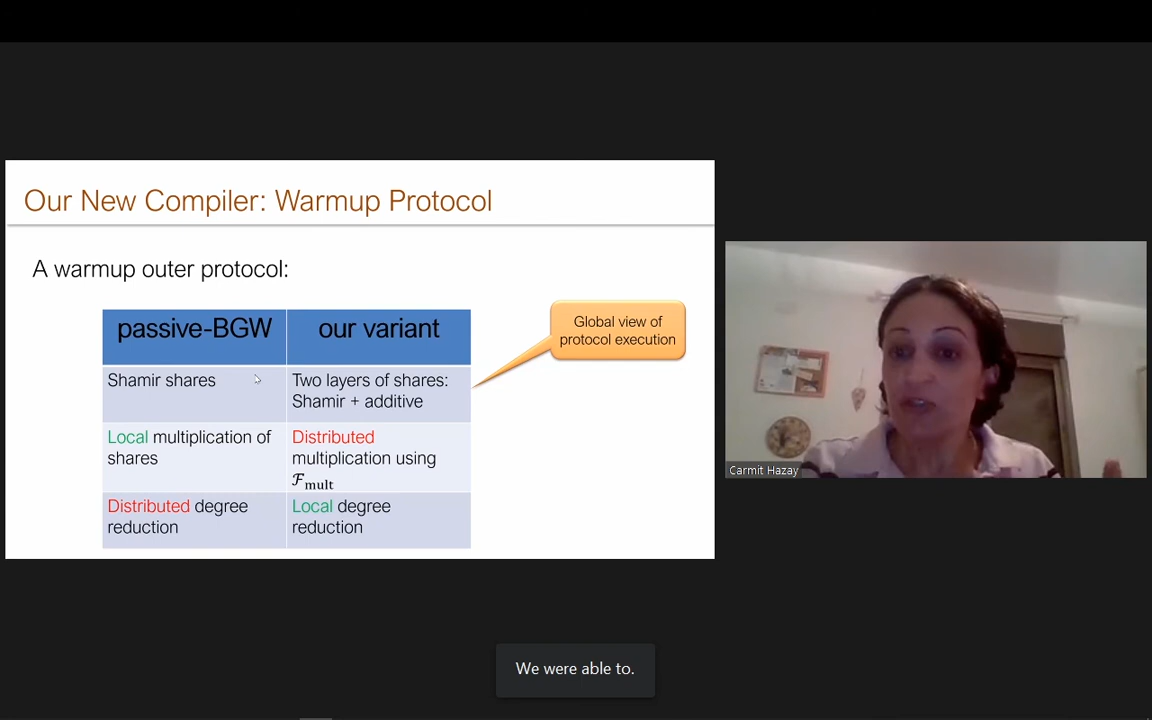 Our New Compiler: Warmup Protocol
A warmup outer protocol:
passive-BGW
our variant
Shamir shares
Two layers of shares:
Shamir + additive
Local multiplication of
shares
Distributed
multiplication using
ℱmult
Distributed degree
reduction
Local degree
reduction
Global view of
protocol execution
Carmit Hazay
We were able to.